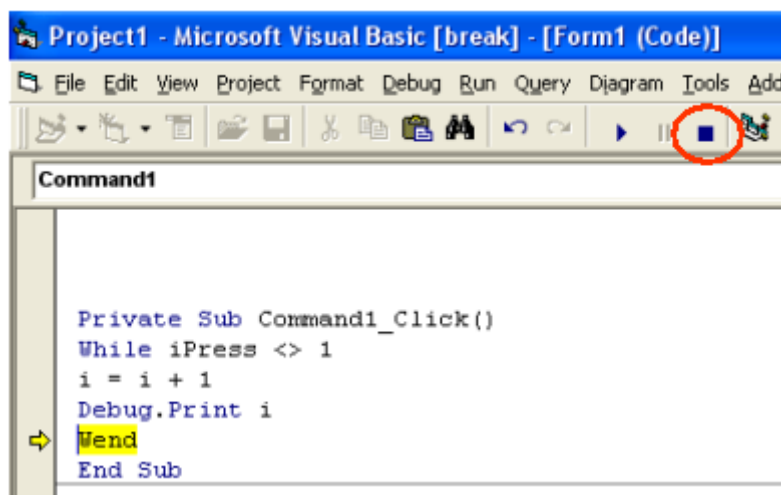 Project1 - Microsoft Visual Basic [break] - [Form1 (Code)]
File Edit View Project Format Debug Run Query Diagram Tools Add
Command1
Private Sub Command1_Click()
While iPress <> 1
i = i + 1
Debug.Print i
Wend
End Sub